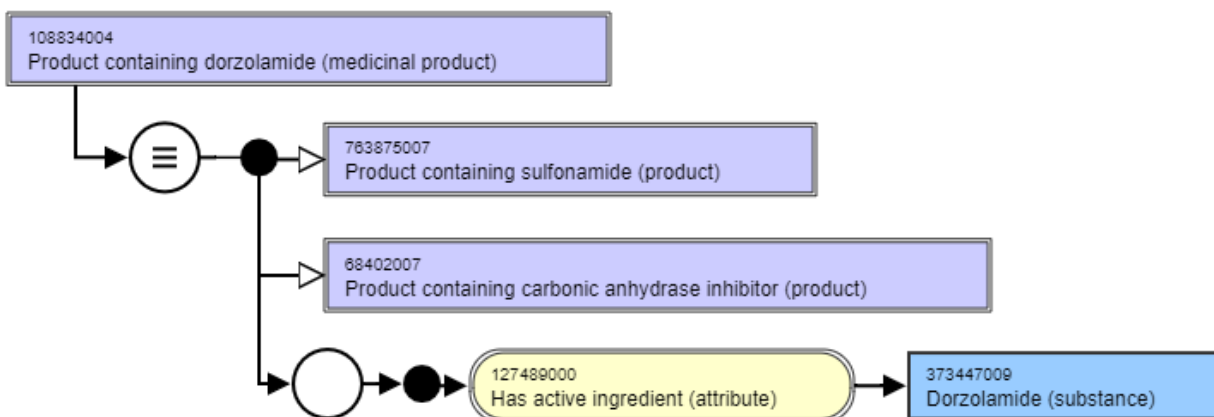 108834004
Product containing dorzolamide (medicinal product)
763875007
Product containing sulfonamide (product)
68402007
Product containing carbonic anhydrase inhibitor (product)
127489000
Has active ingredient (attribute)
373447009
Dorzolamide (substance)